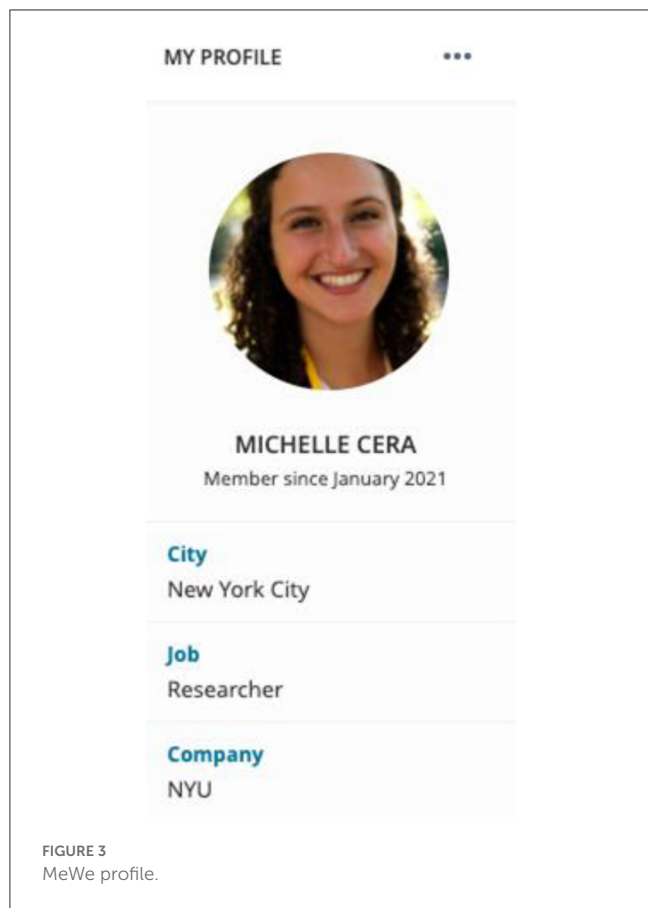 MY PROFILE
MICHELLE CERA
Member since January 2021
City
New York City
Job
Researcher
Company
NYU
FIGURE 3
MeWe profile.